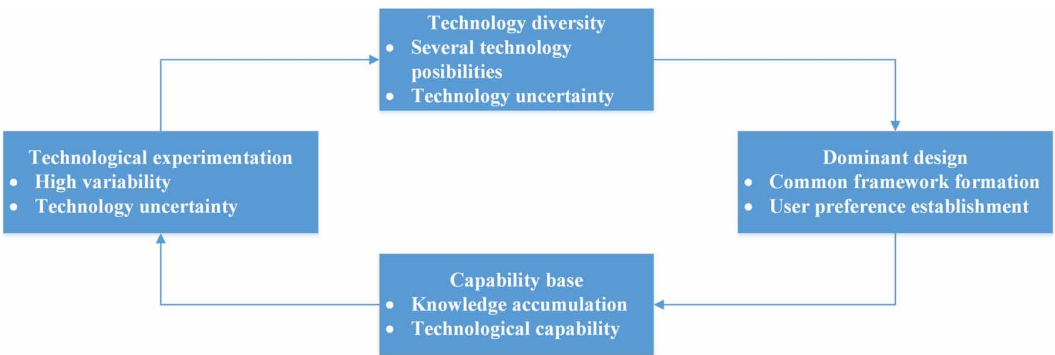 Technology diversity
• Several technology
posibilities
• Technology uncertainty
Technological experimentation
• High variability
• Technology uncertainty
Dominant design
• Common framework formation
• User preference establishment
Capability base
• Knowledge accumulation
• Technological capability